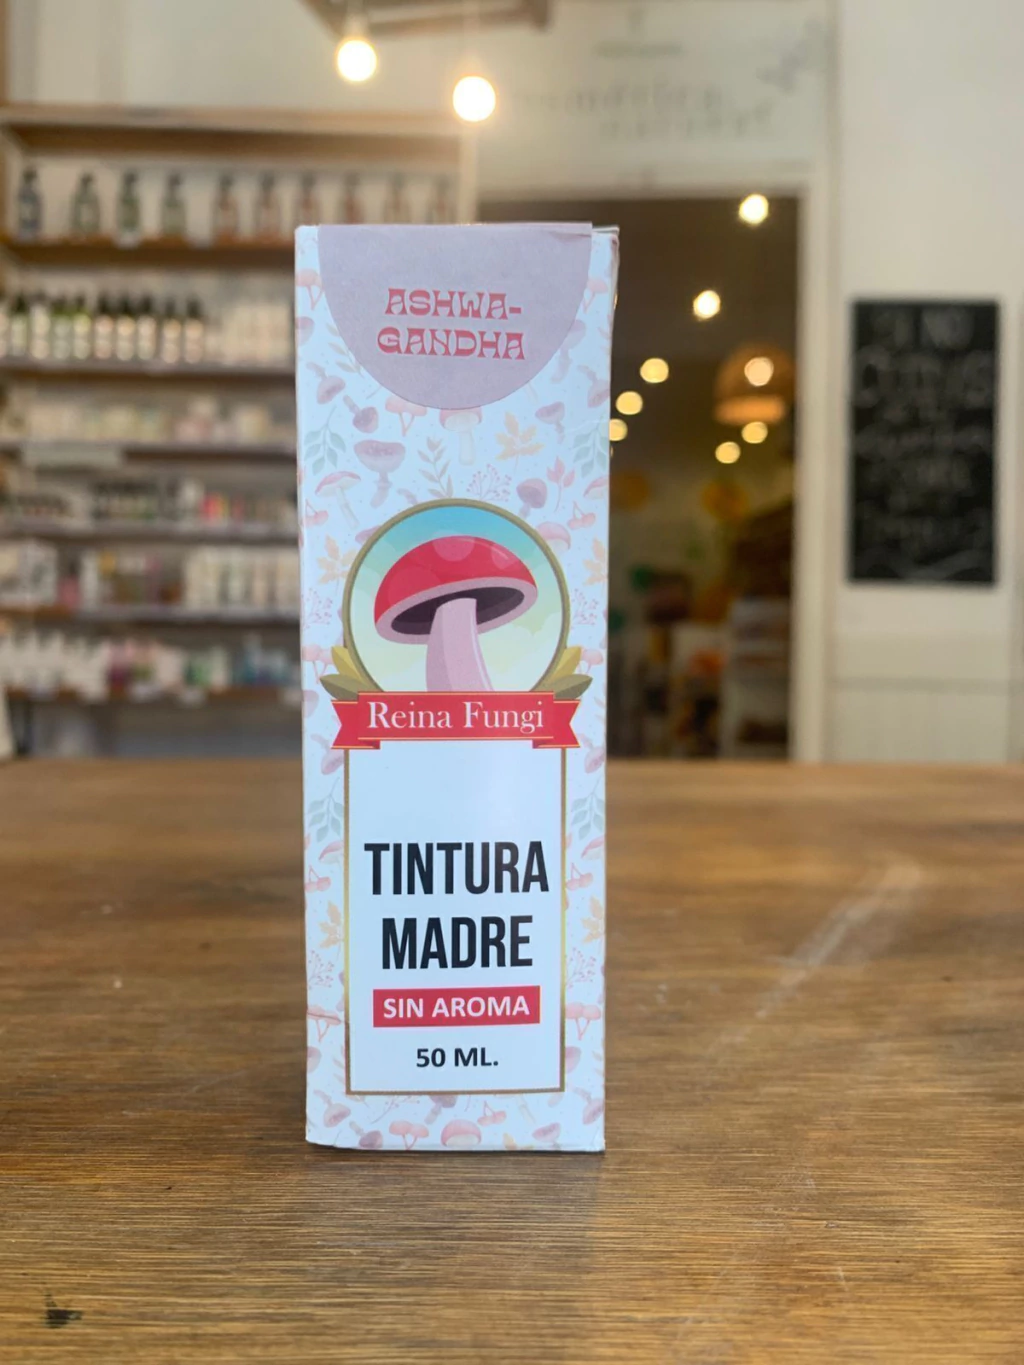 ASHWA-
GANDHA
Reina Fungi
TINTURA
MADRE
SIN AROMA
50 ML.